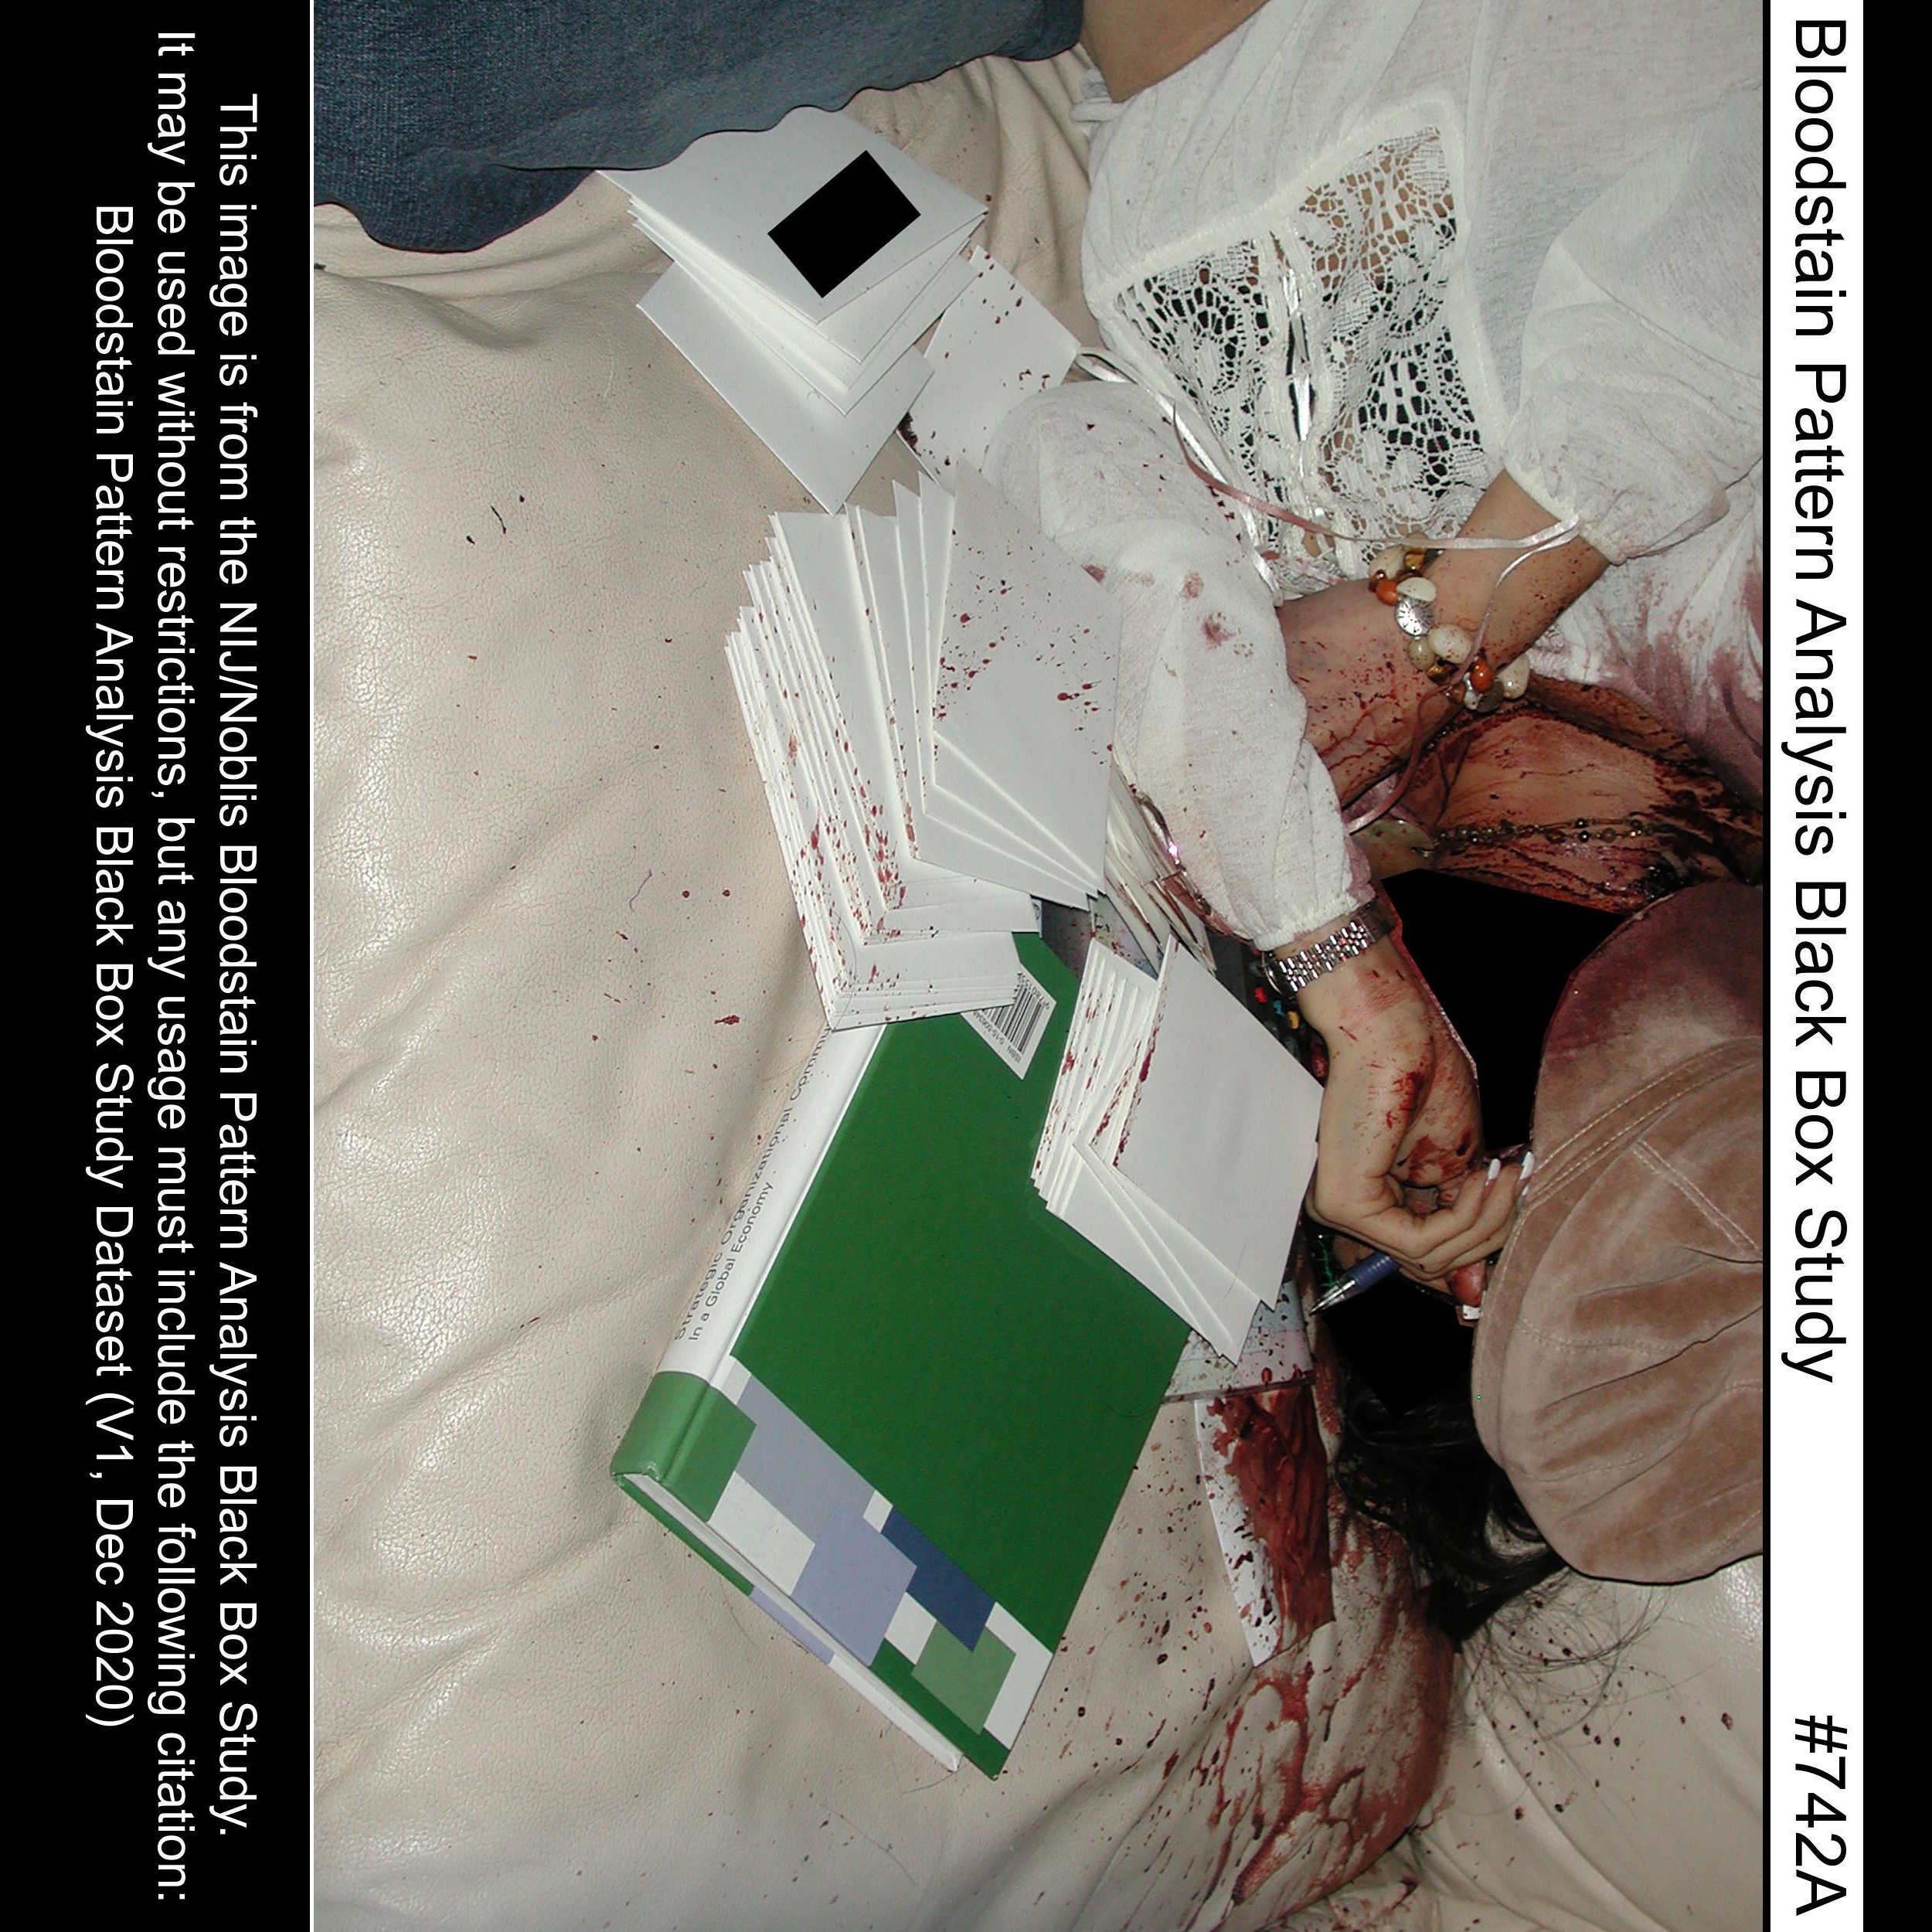 Bloodstain Pattern Analysis Black Box Study #742A
Strategic Organizational
In a Global Economy
ISBN
This image is from the NIJ/Noblis Bloodstain Pattern Analysis Black Box Study.
It may be used without restrictions, but any usage must include the following citation:
Bloodstain Pattern Analysis Black Box Study Dataset (V1, Dec 2020)